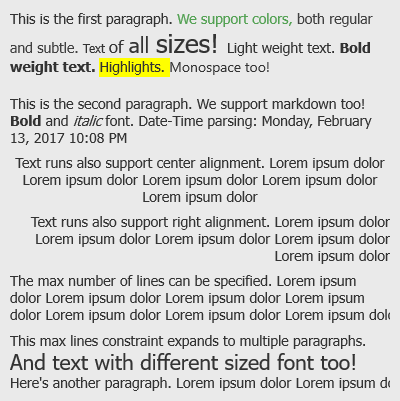 This is the first paragraph. We support colors, both regular
and subtle. Text of all sizes! Light weight text. Bold
weight text. Highlights. Monospace too!
This is the second paragraph. We support markdown too!
Bold and italic font. Date-Time parsing: Monday, February
13, 2017 10:08 PM
Text runs also support center alignment. Lorem ipsum dolor
Lorem ipsum dolor Lorem ipsum dolor Lorem ipsum dolor
Lorem ipsum dolor
Text runs also support right alignment. Lorem ipsum dolor
Lorem ipsum dolor Lorem ipsum dolor Lorem ipsum dolor
Lorem ipsum dolor
The max number of lines can be specified. Lorem ipsum
dolor Lorem ipsum dolor Lorem ipsum dolor Lorem ipsum
dolor Lorem ipsum dolor Lorem ipsum dolor Lorem ipsum
This max lines constraint expands to multiple paragraphs.
And text with different sized font too!
Here's another paragraph. Lorem ipsum dolor Lorem ipsum